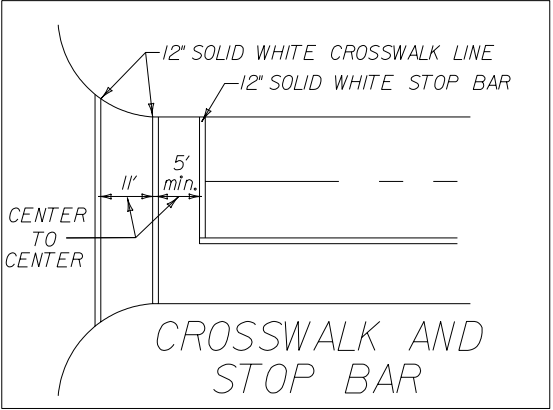 12" SOLID WHITE CROSSWALK LINE
12" SOLID WHITE STOP BAR
5'
11' min.
CENTER
TO
CENTER
CROSSWALK AND
STOP BAR